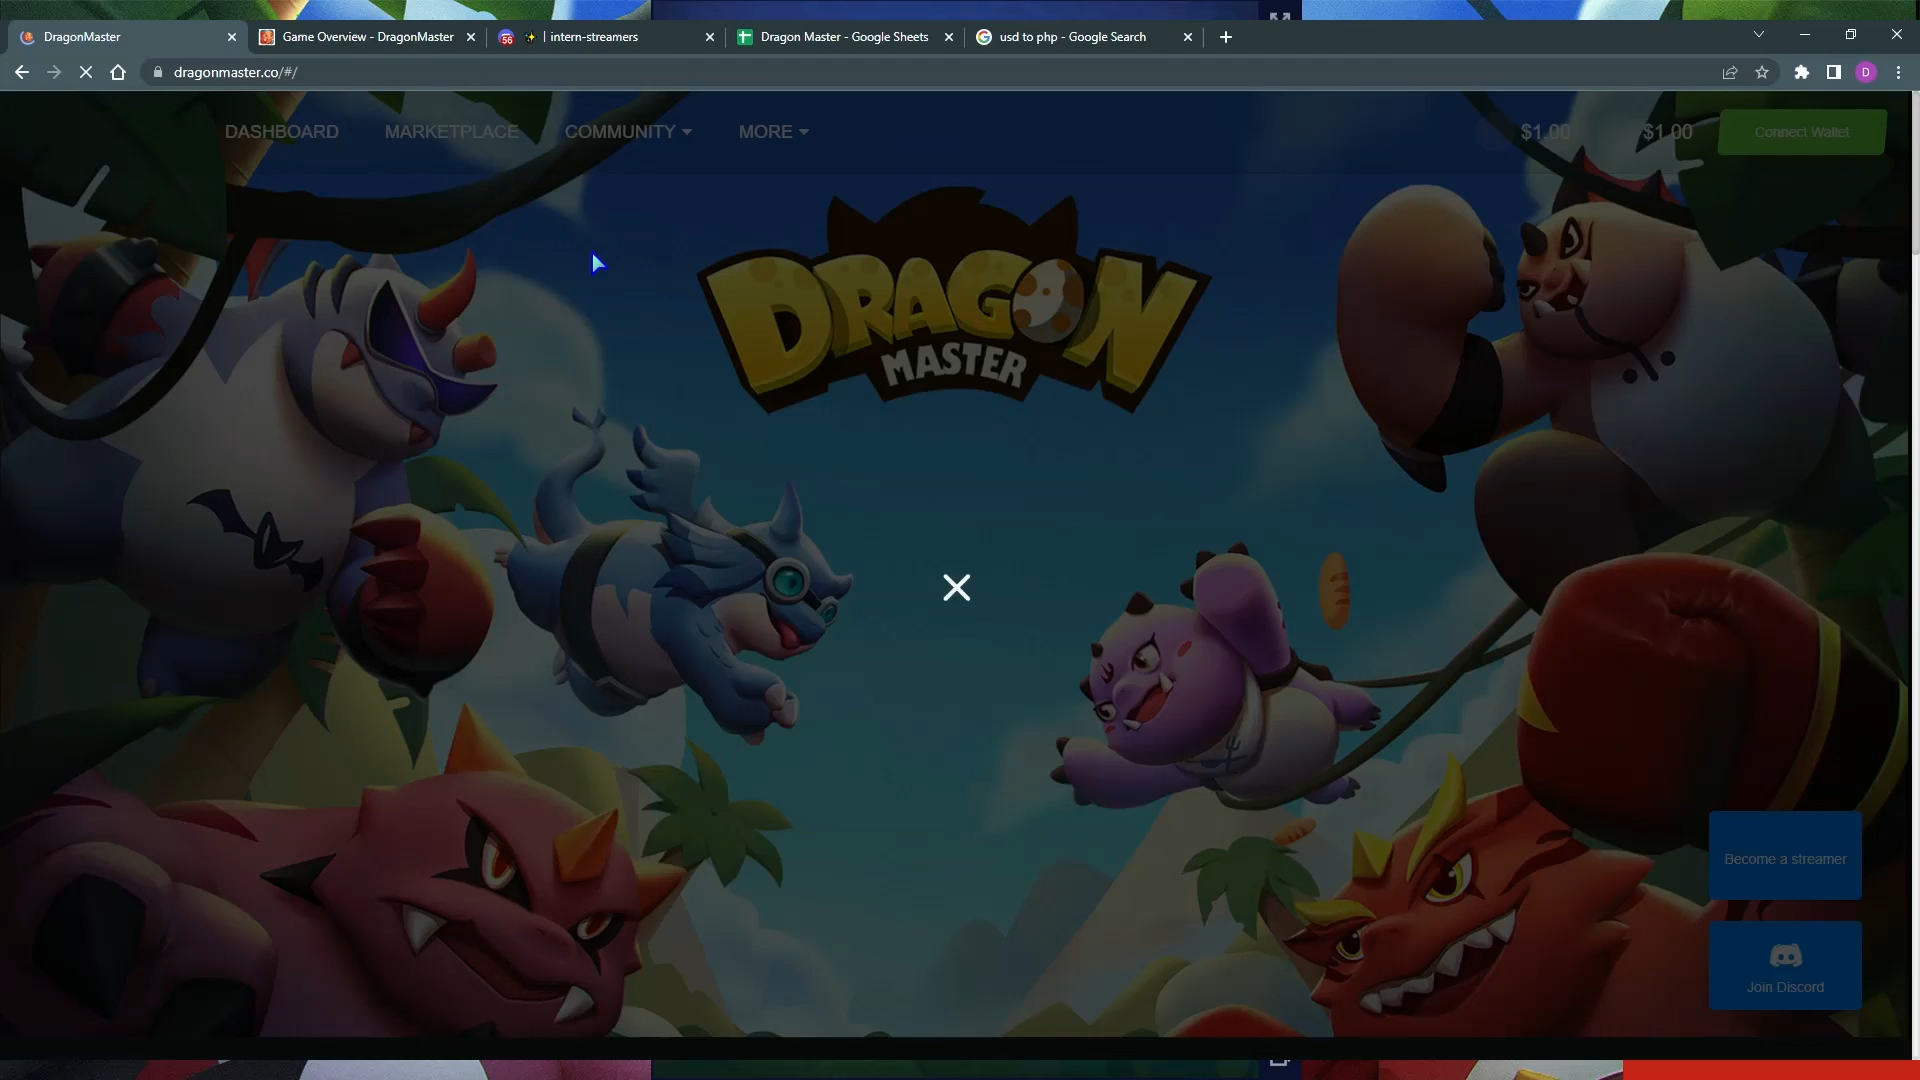 DragonMaster
Game Overview - DragonMaster
56
| intern-streamers
Dragon Master - Google Sheets
usd to php - Google Search
dragonmaster.co/#/
D
DASHBOARD
MARKETPLACE
COMMUNITY
MORE
$1.00
$1.00
Connect Wallet
DRAGON
MASTER
Become a streamer
Join Discord